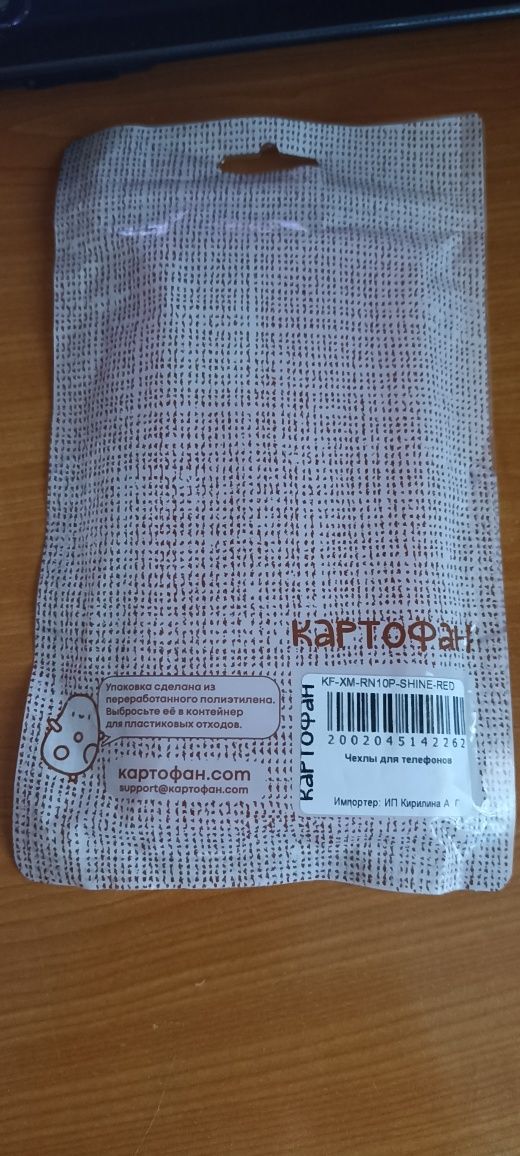 картофан
Упаковка сделана из
переработанного полиэтилена.
Выбросьте её в контейнер
для пластиковых отходов.
картофан.com
support@картофан.com
картофан
KF-XM-RN10P-SHINE-RED
2002045142262
Чехлы для телефонов
Импортер: ИП Кирилина А. Г.